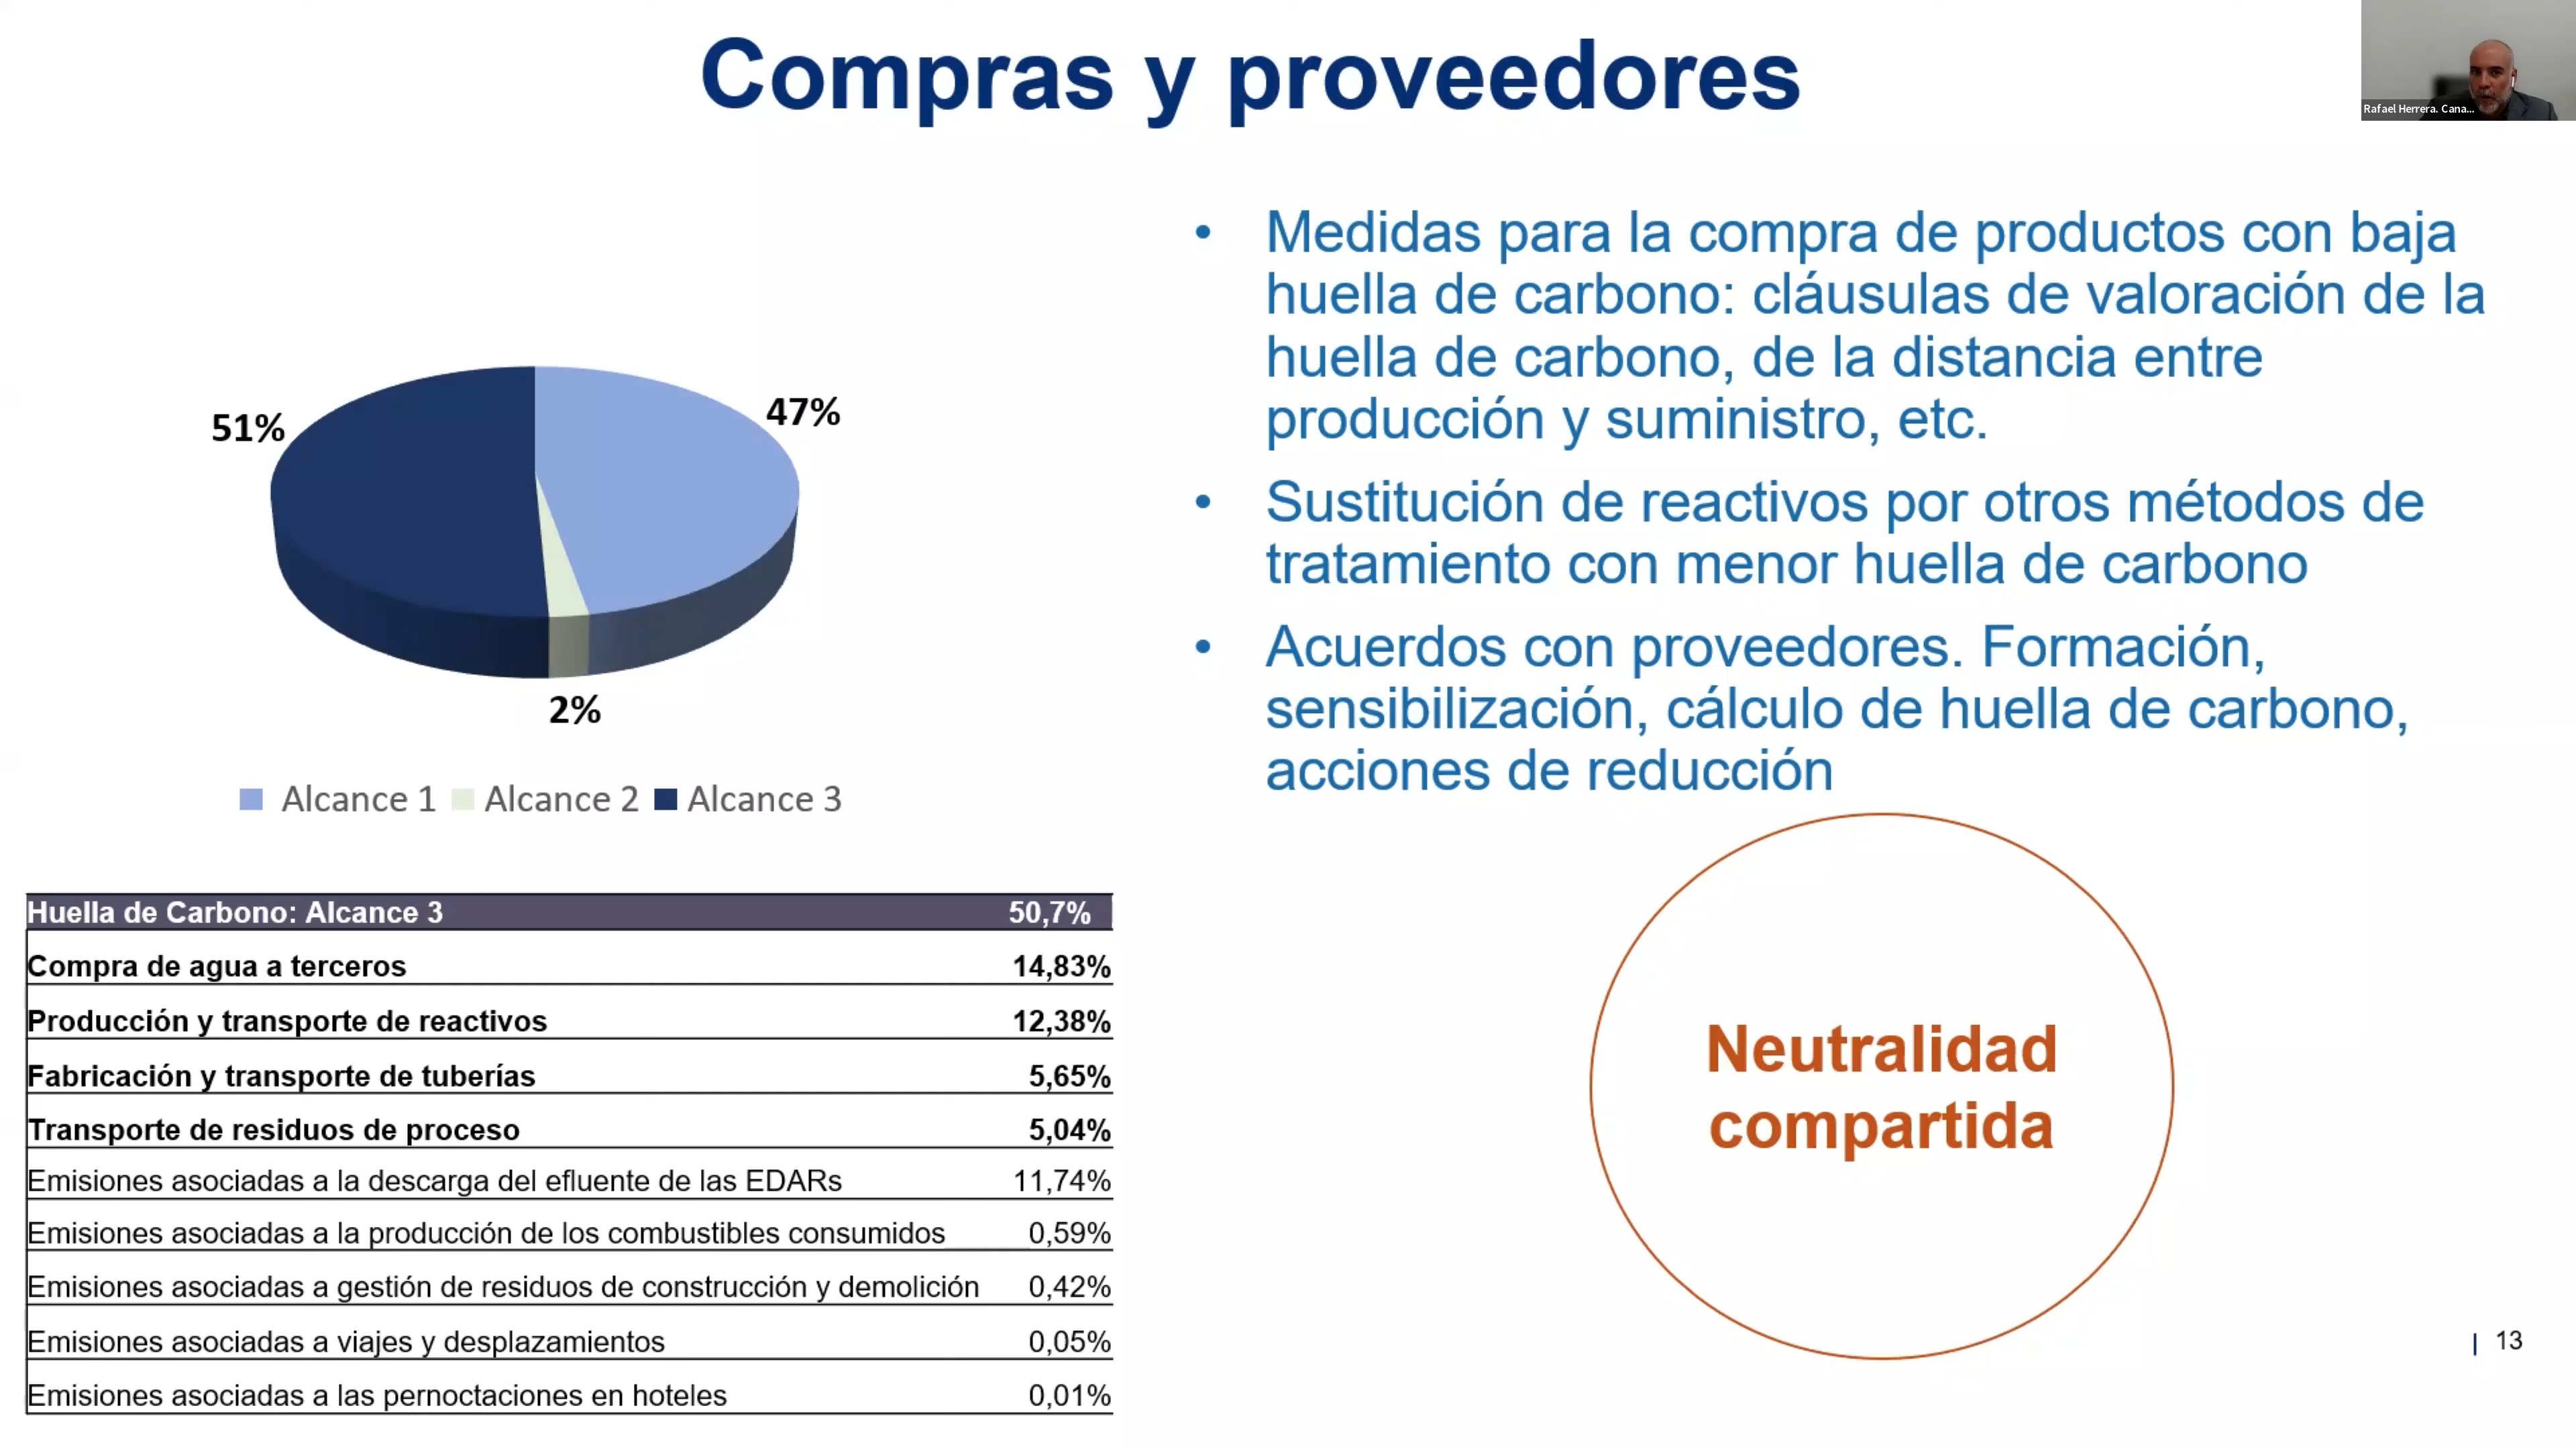 Compras y proveedores
Rafael Herrera. Cana...
51%
47%
2%
Alcance 1 Alcance 2 Alcance 3
• Medidas para la compra de productos con baja
huella de carbono: cláusulas de valoración de la
huella de carbono, de la distancia entre
producción y suministro, etc.
• Sustitución de reactivos por otros métodos de
tratamiento con menor huella de carbono
• Acuerdos con proveedores. Formación,
sensibilización, cálculo de huella de carbono,
acciones de reducción
Huella de Carbono: Alcance 3 50,7%
Compra de agua a terceros 14,83%
Producción y transporte de reactivos 12,38%
Fabricación y transporte de tuberías 5,65%
Transporte de residuos de proceso 5,04%
Emisiones asociadas a la descarga del efluente de las EDARs 11,74%
Emisiones asociadas a la producción de los combustibles consumidos 0,59%
Emisiones asociadas a gestión de residuos de construcción y demolición 0,42%
Emisiones asociadas a viajes y desplazamientos 0,05%
Emisiones asociadas a las pernoctaciones en hoteles 0,01%
Neutralidad
compartida
| 13